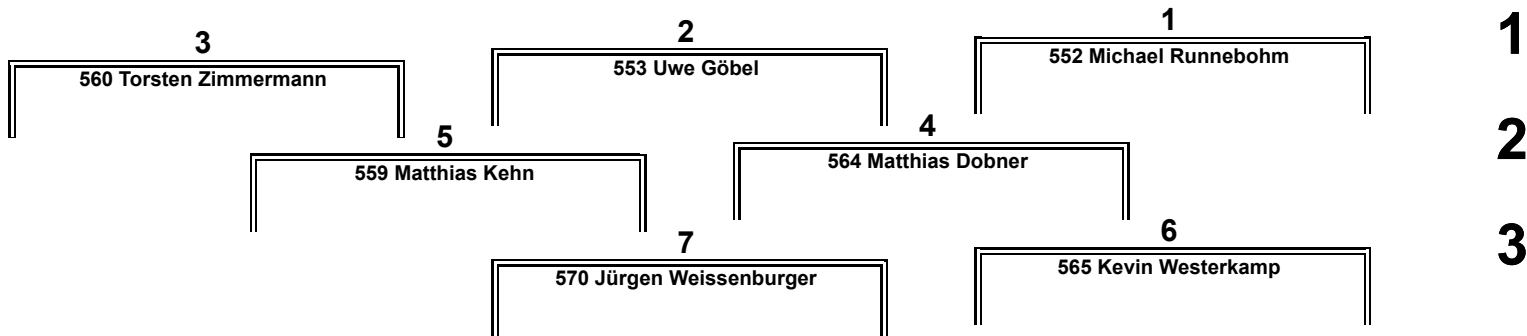 3
560 Torsten Zimmermann
2
553 Uwe Göbel
1
552 Michael Runnebohm
1
5
559 Matthias Kehn
4
564 Matthias Dobner
2
7
570 Jürgen Weissenburger
6
565 Kevin Westerkamp
3